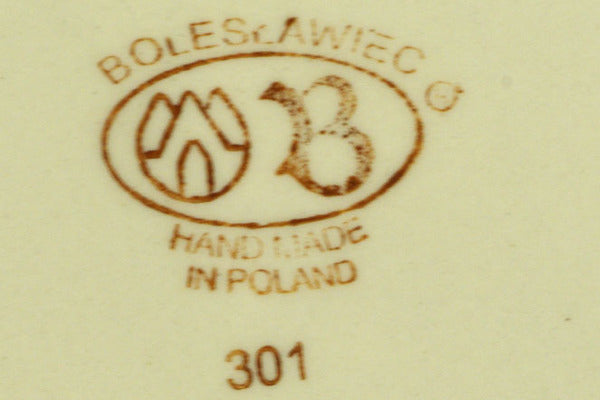 BOLESŁAWIEC ®
B
HAND MADE
IN POLAND
301